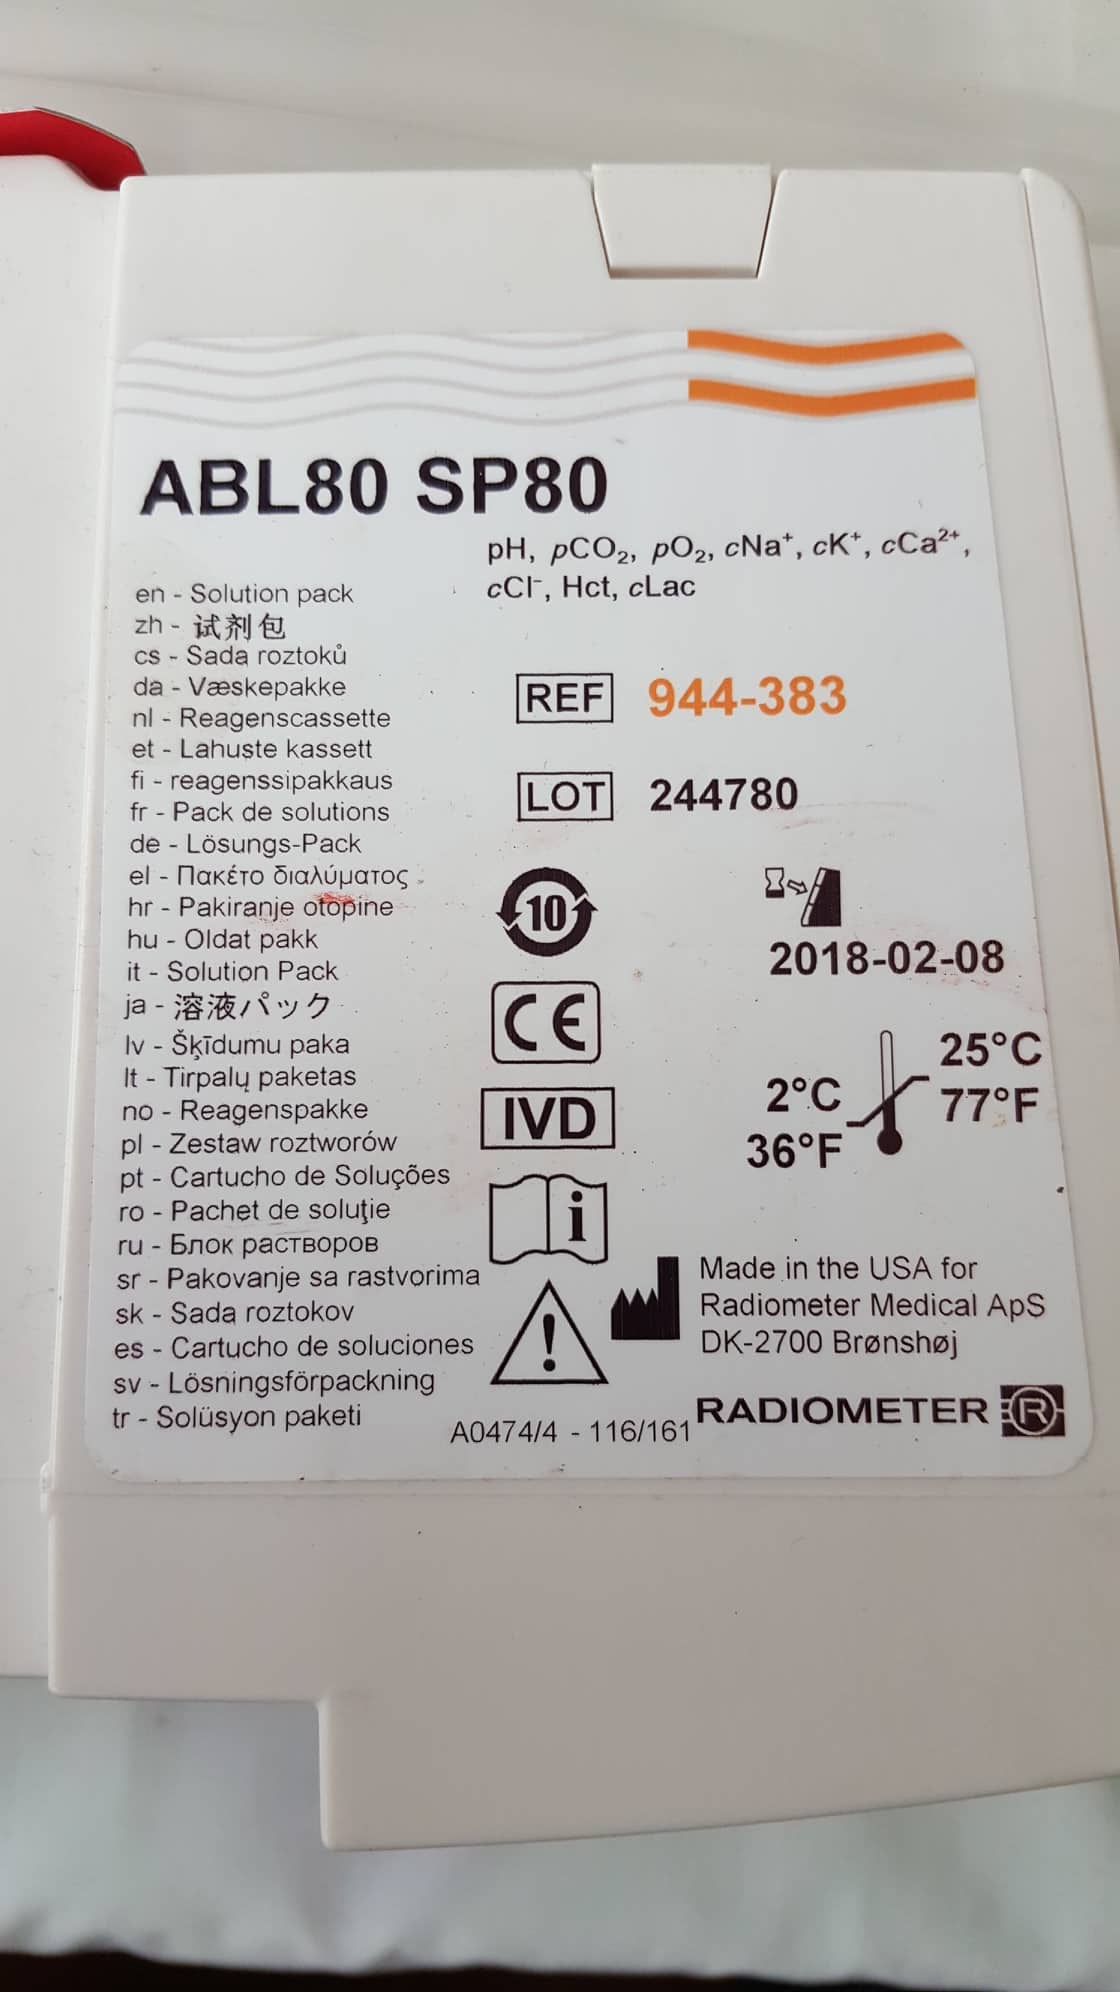 ABL80 SP80
pH, pCO₂, pO₂, cNa⁺, cK⁺, cCa²⁺,
cCl⁻, Hct, cLac
en - Solution pack
zh - 试剂包
cs - Sada roztoků
da - Væskepakke
nl - Reagenscassette
et - Lahuste kassett
fi - reagenssipakkaus
fr - Pack de solutions
de - Lösungs-Pack
el - Πακέτο διαλύματος
hr - Pakiranje otopine
hu - Oldat pakk
it - Solution Pack
ja - 溶液パック
lv - Šķīdumu paka
lt - Tirpalų paketas
no - Reagenspakke
pl - Zestaw roztworów
pt - Cartucho de Soluções
ro - Pachet de soluţie
ru - Блок растворов
sr - Pakovanje sa rastvorima
sk - Sada roztokov
es - Cartucho de soluciones
sv - Lösningsförpackning
tr - Solüsyon paketi
REF 944-383
LOT 244780
10
2018-02-08
CE
25°C
77°F
2°C
36°F
IVD
i
!
Made in the USA for
Radiometer Medical ApS
DK-2700 Brønshøj
A0474/4 - 116/161
RADIOMETER R